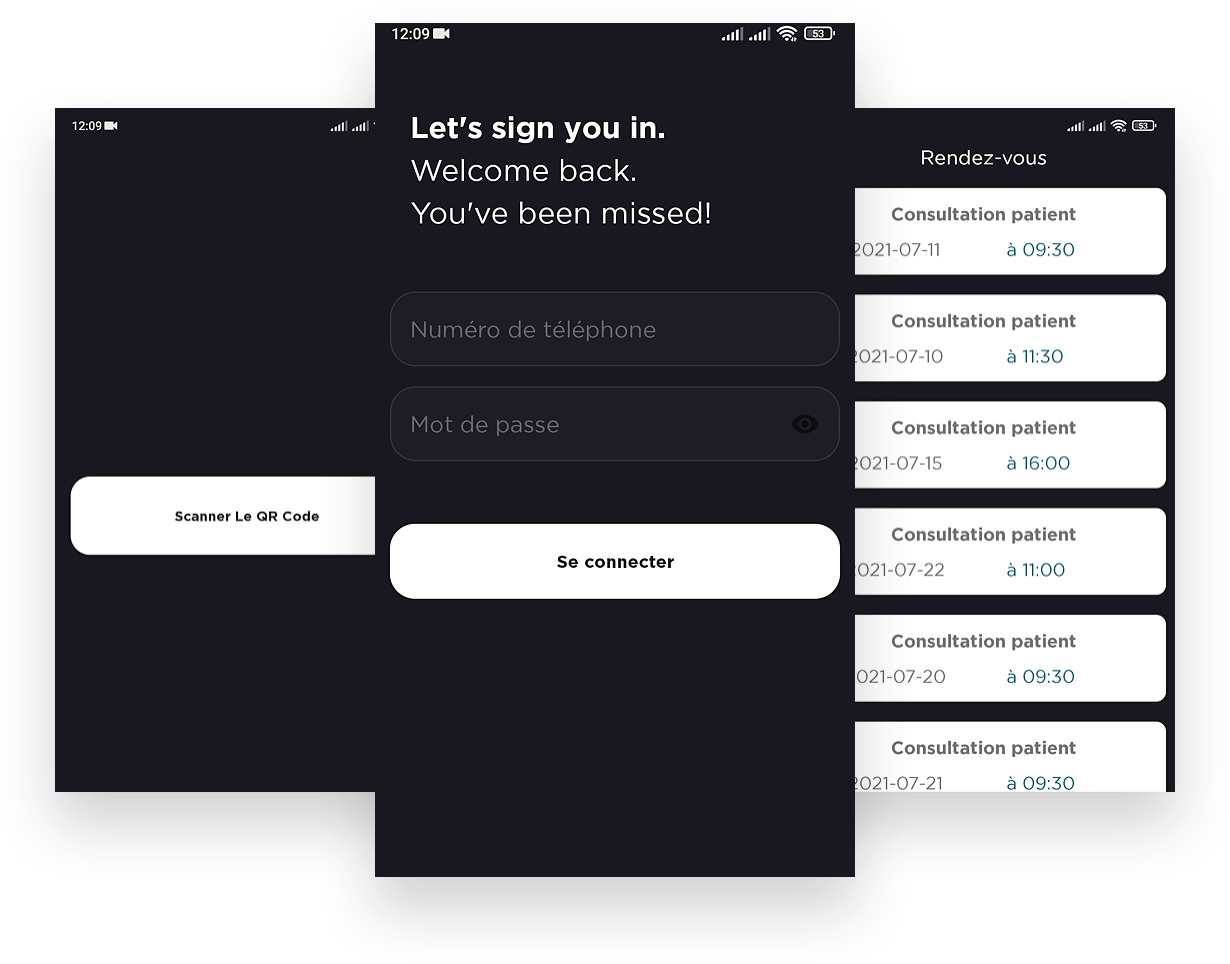 12:09
Scanner Le QR Code
12:09
53
Let's sign you in.
Welcome back.
You've been missed!
Numéro de téléphone
Mot de passe
Se connecter
53
Rendez-vous
Consultation patient
2021-07-11 à 09:30
Consultation patient
2021-07-10 à 11:30
Consultation patient
2021-07-15 à 16:00
Consultation patient
2021-07-22 à 11:00
Consultation patient
2021-07-20 à 09:30
Consultation patient
2021-07-21 à 09:30